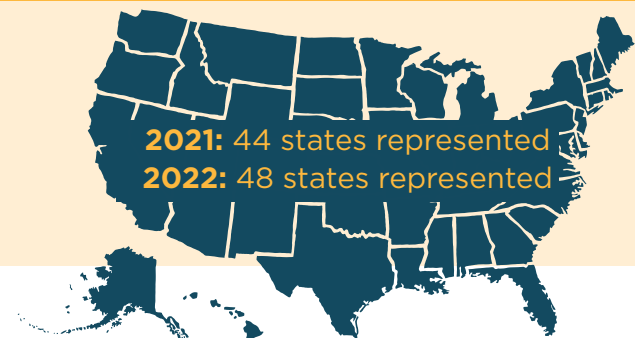 2021: 44 states represented
2022: 48 states represented